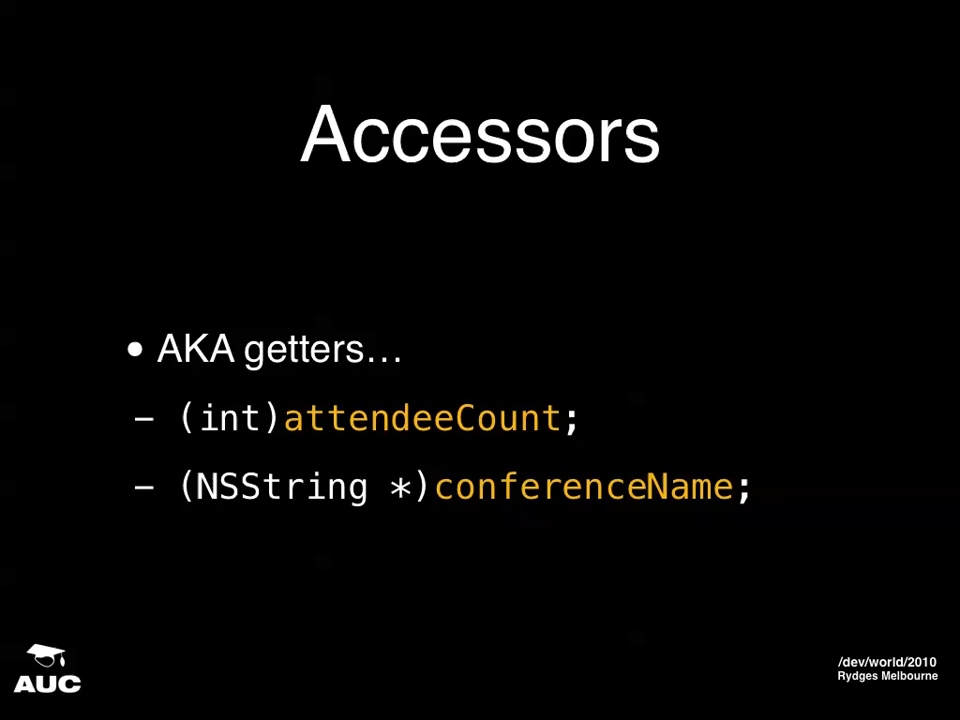 Accessors
• AKA getters…
– (int)attendeeCount;
– (NSString *)conferenceName;
AUC
/dev/world/2010
Rydges Melbourne